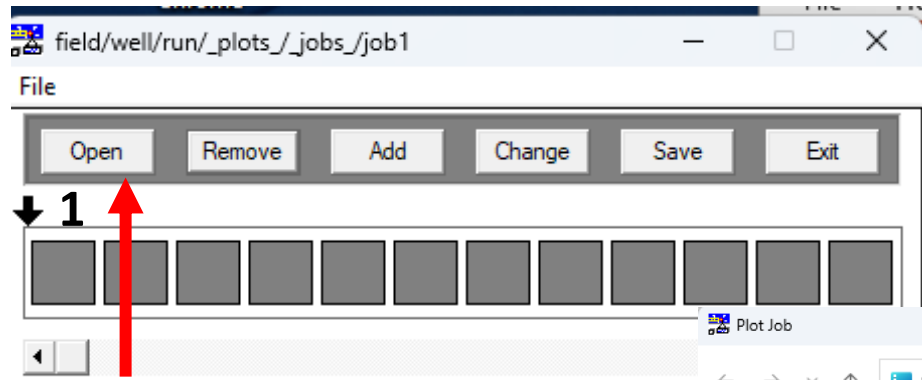 field/well/run/_plots_/_jobs_/job1
File
Open Remove Add Change Save Exit
1
Plot Job